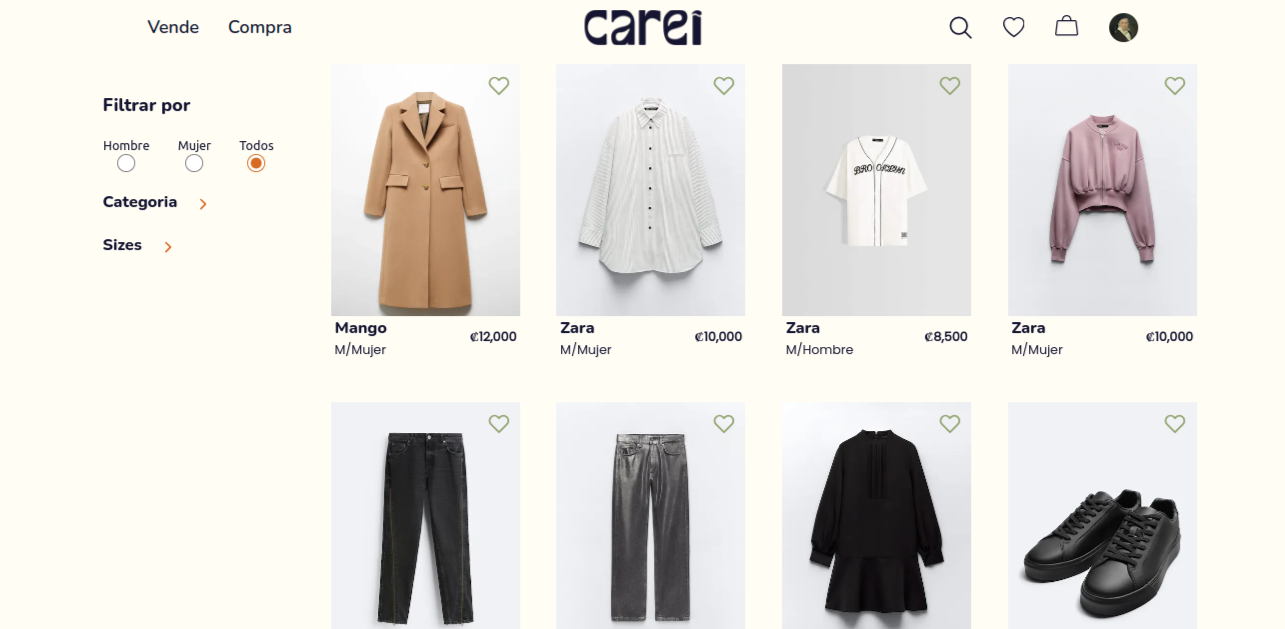 Vende Compra carei
Filtrar por
Hombre Mujer Todos
Categoria
Sizes
BROOKLYN
Mango
M/Mujer
₡12,000
Zara
M/Mujer
₡10,000
Zara
M/Hombre
₡8,500
Zara
M/Mujer
₡10,000